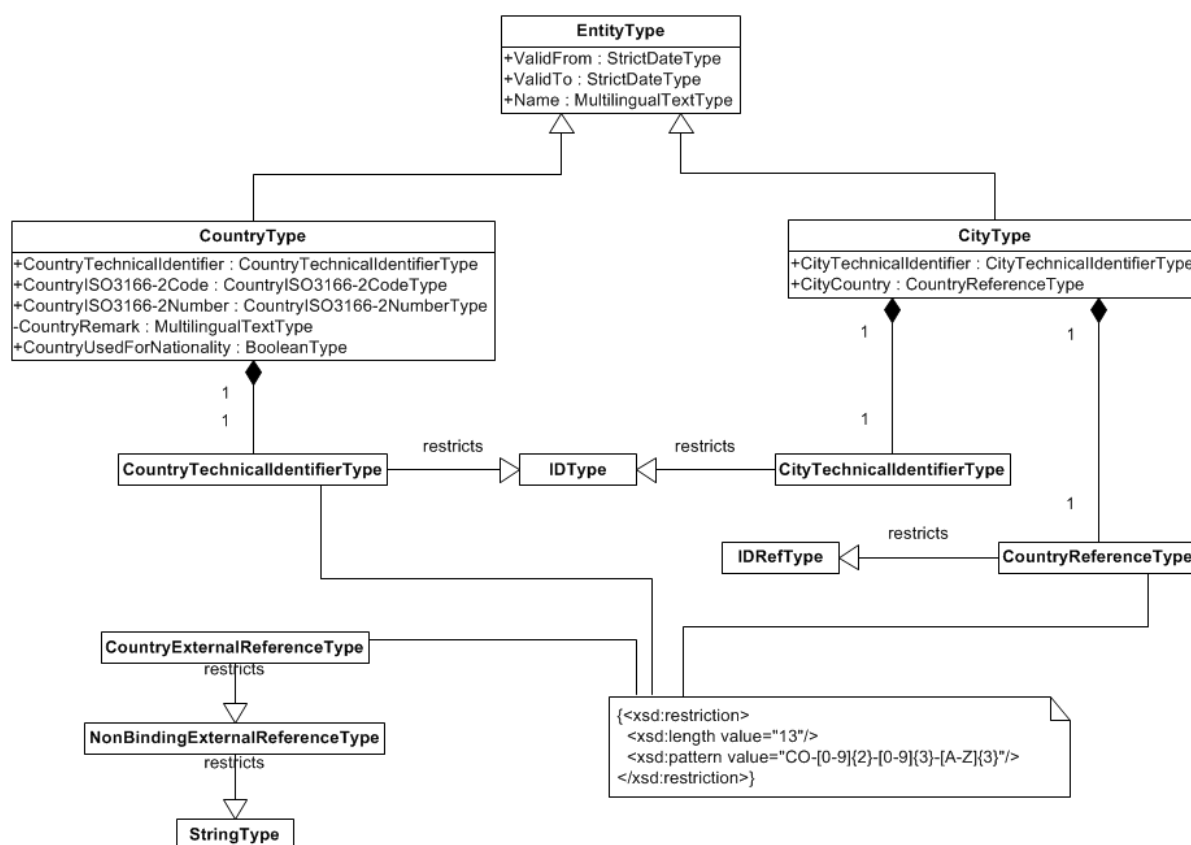 EntityType
+ValidFrom : StrictDateType
+ValidTo : StrictDateType
+Name : MultilingualTextType
CountryType
+CountryTechnicalIdentifier : CountryTechnicalIdentifierType
+CountryISO3166-2Code : CountryISO3166-2CodeType
+CountryISO3166-2Number : CountryISO3166-2NumberType
-CountryRemark : MultilingualTextType
+CountryUsedForNationality : BooleanType
CityType
+CityTechnicalIdentifier : CityTechnicalIdentifierType
+CityCountry : CountryReferenceType
1
1
1
1
1
1
CountryTechnicalIdentifierType
restricts
IDType
restricts
CityTechnicalIdentifierType
IDRefType
restricts
CountryReferenceType
CountryExternalReferenceType
restricts
NonBindingExternalReferenceType
restricts
StringType
{<xsd:restriction>
<xsd:length value="13"/>
<xsd:pattern value="CO-[0-9]{2}-[0-9]{3}-[A-Z]{3}"/>
</xsd:restriction>}